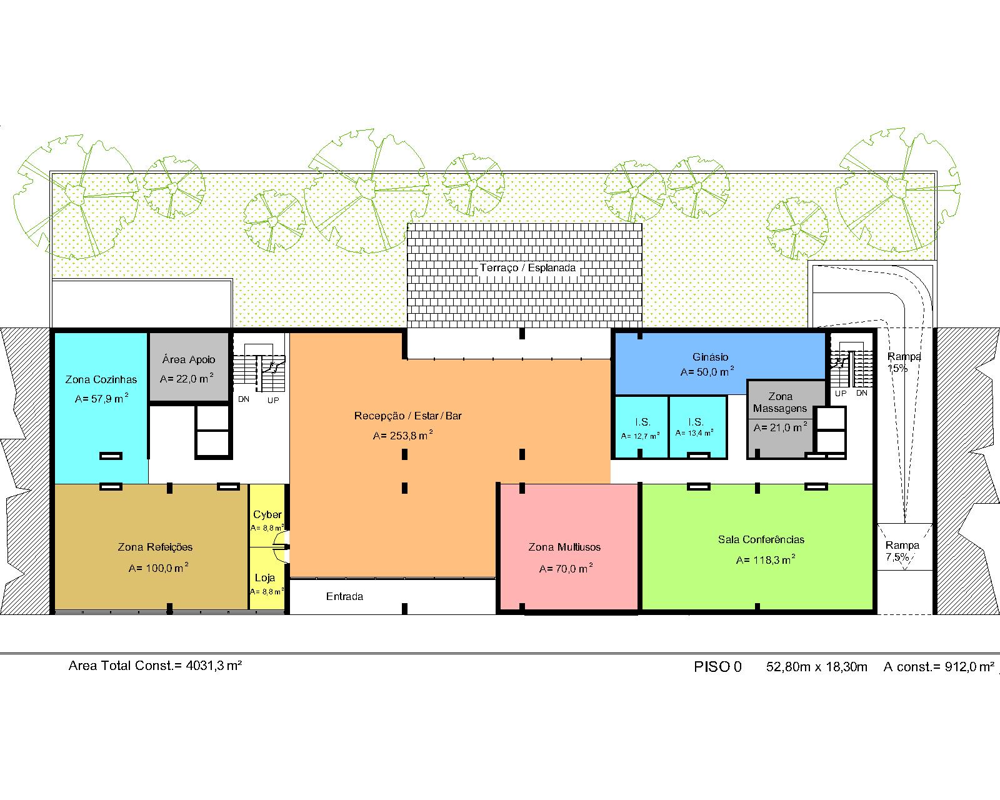 Terraço / Esplanada
Área Apoio
A= 22,0 m²
Zona Cozinhas
A= 57,9 m²
DN
UP
Recepção / Estar / Bar
A= 253,8 m²
Ginásio
A= 50,0 m²
Zona
Massagens
A= 21,0 m²
I.S.
A= 12,7 m²
I.S.
A= 13,4 m²
UP
DN
Rampa
15%
Cyber
A= 8,8 m²
Zona Refeições
A= 100,0 m²
Loja
A= 8,8 m²
Entrada
Zona Multiusos
A= 70,0 m²
Sala Conferências
A= 118,3 m²
Rampa
7,5%
Area Total Const.= 4031,3 m²
PISO 0 52,80m x 18,30m A const.= 912,0 m²